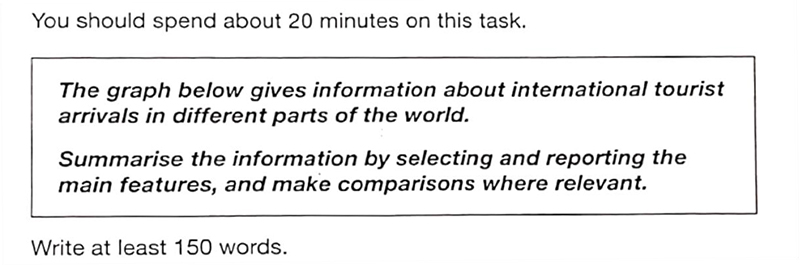 You should spend about 20 minutes on this task.
The graph below gives information about international tourist
arrivals in different parts of the world.
Summarise the information by selecting and reporting the
main features, and make comparisons where relevant.
Write at least 150 words.